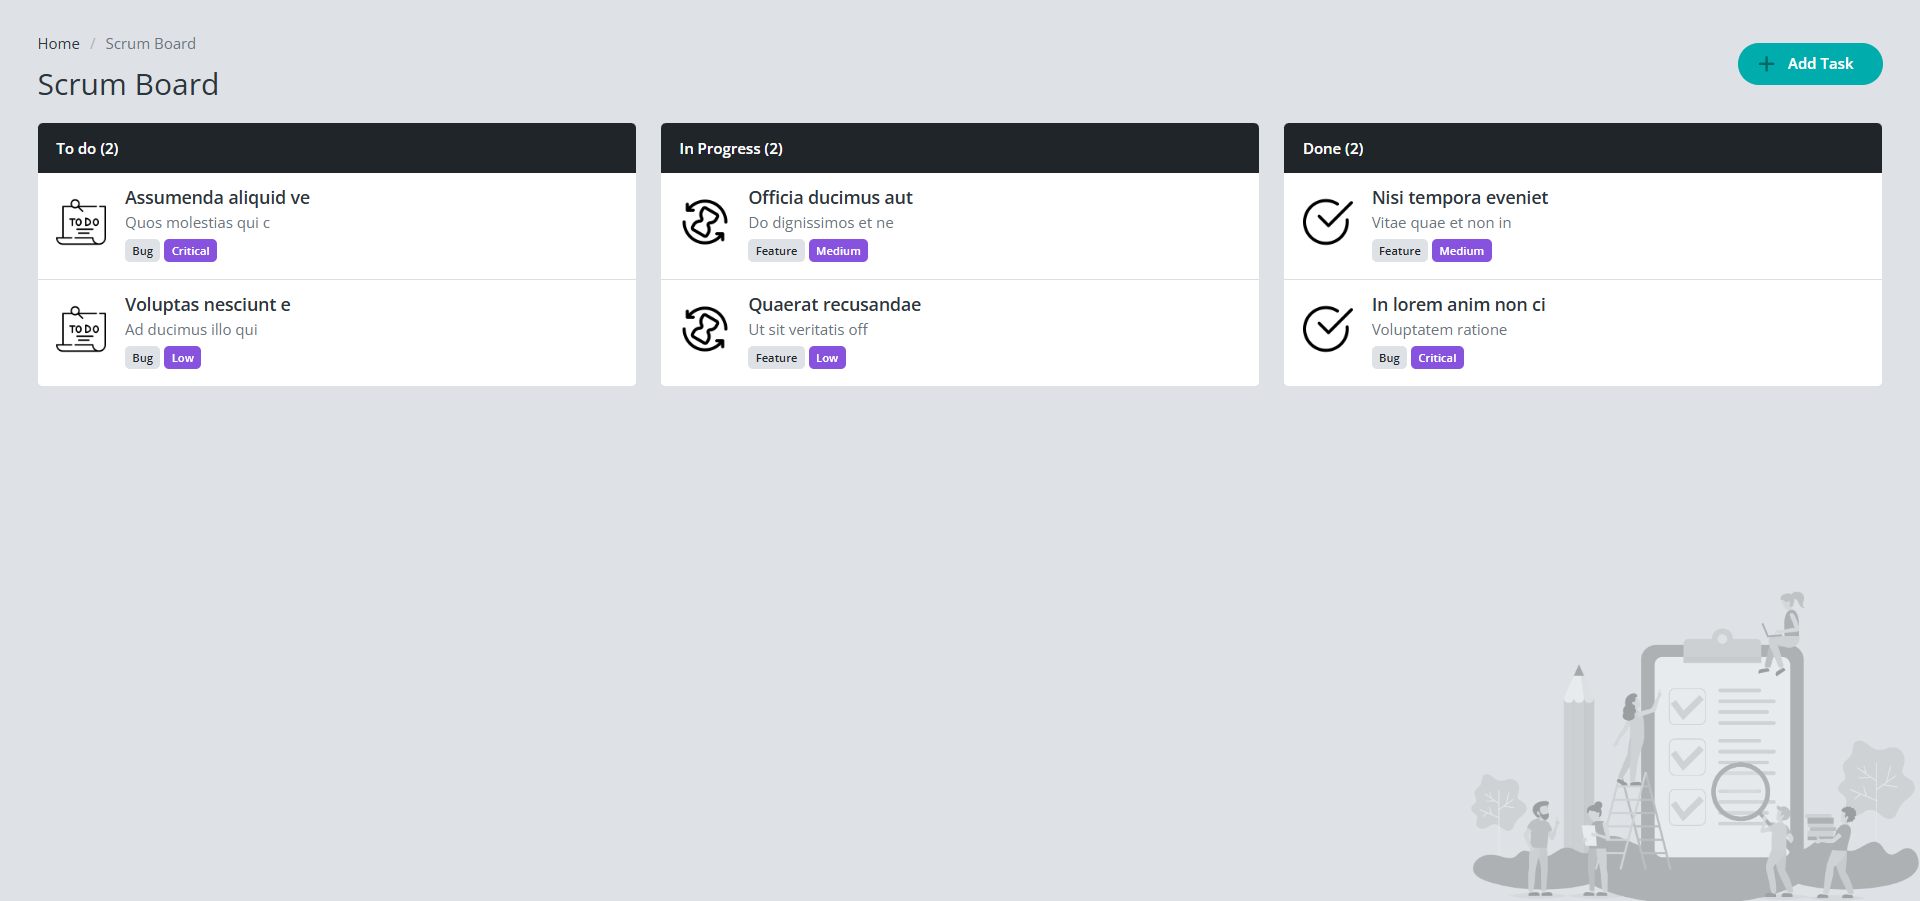 Home / Scrum Board
Scrum Board
+ Add Task
To do (2)
TO DO
Assumenda aliquid ve
Quos molestias qui c
Bug Critical
TO DO
Voluptas nesciunt e
Ad ducimus illo qui
Bug Low
In Progress (2)
Officia ducimus aut
Do dignissimos et ne
Feature Medium
Quaerat recusandae
Ut sit veritatis off
Feature Low
Done (2)
Nisi tempora eveniet
Vitae quae et non in
Feature Medium
In lorem anim non ci
Voluptatem ratione
Bug Critical